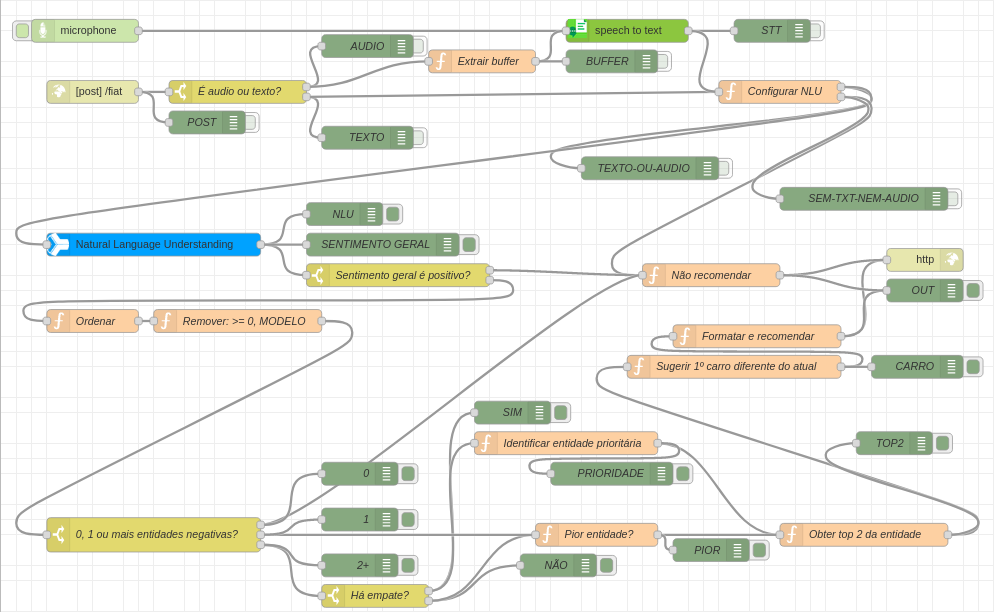 microphone
speech to text
STT
AUDIO
Extrair buffer
BUFFER
[post] /fiat
É audio ou texto?
Configurar NLU
POST
TEXTO
TEXTO-OU-AUDIO
SEM-TXT-NEM-AUDIO
NLU
Natural Language Understanding
SENTIMENTO GERAL
Sentimento geral é positivo?
Não recomendar
http
OUT
Ordenar
Remover: >= 0, MODELO
Formatar e recomendar
Sugerir 1º carro diferente do atual
CARRO
SIM
Identificar entidade prioritária
TOP2
0
PRIORIDADE
1
0, 1 ou mais entidades negativas?
Pior entidade?
Obter top 2 da entidade
PIOR
2+
NÃO
Há empate?